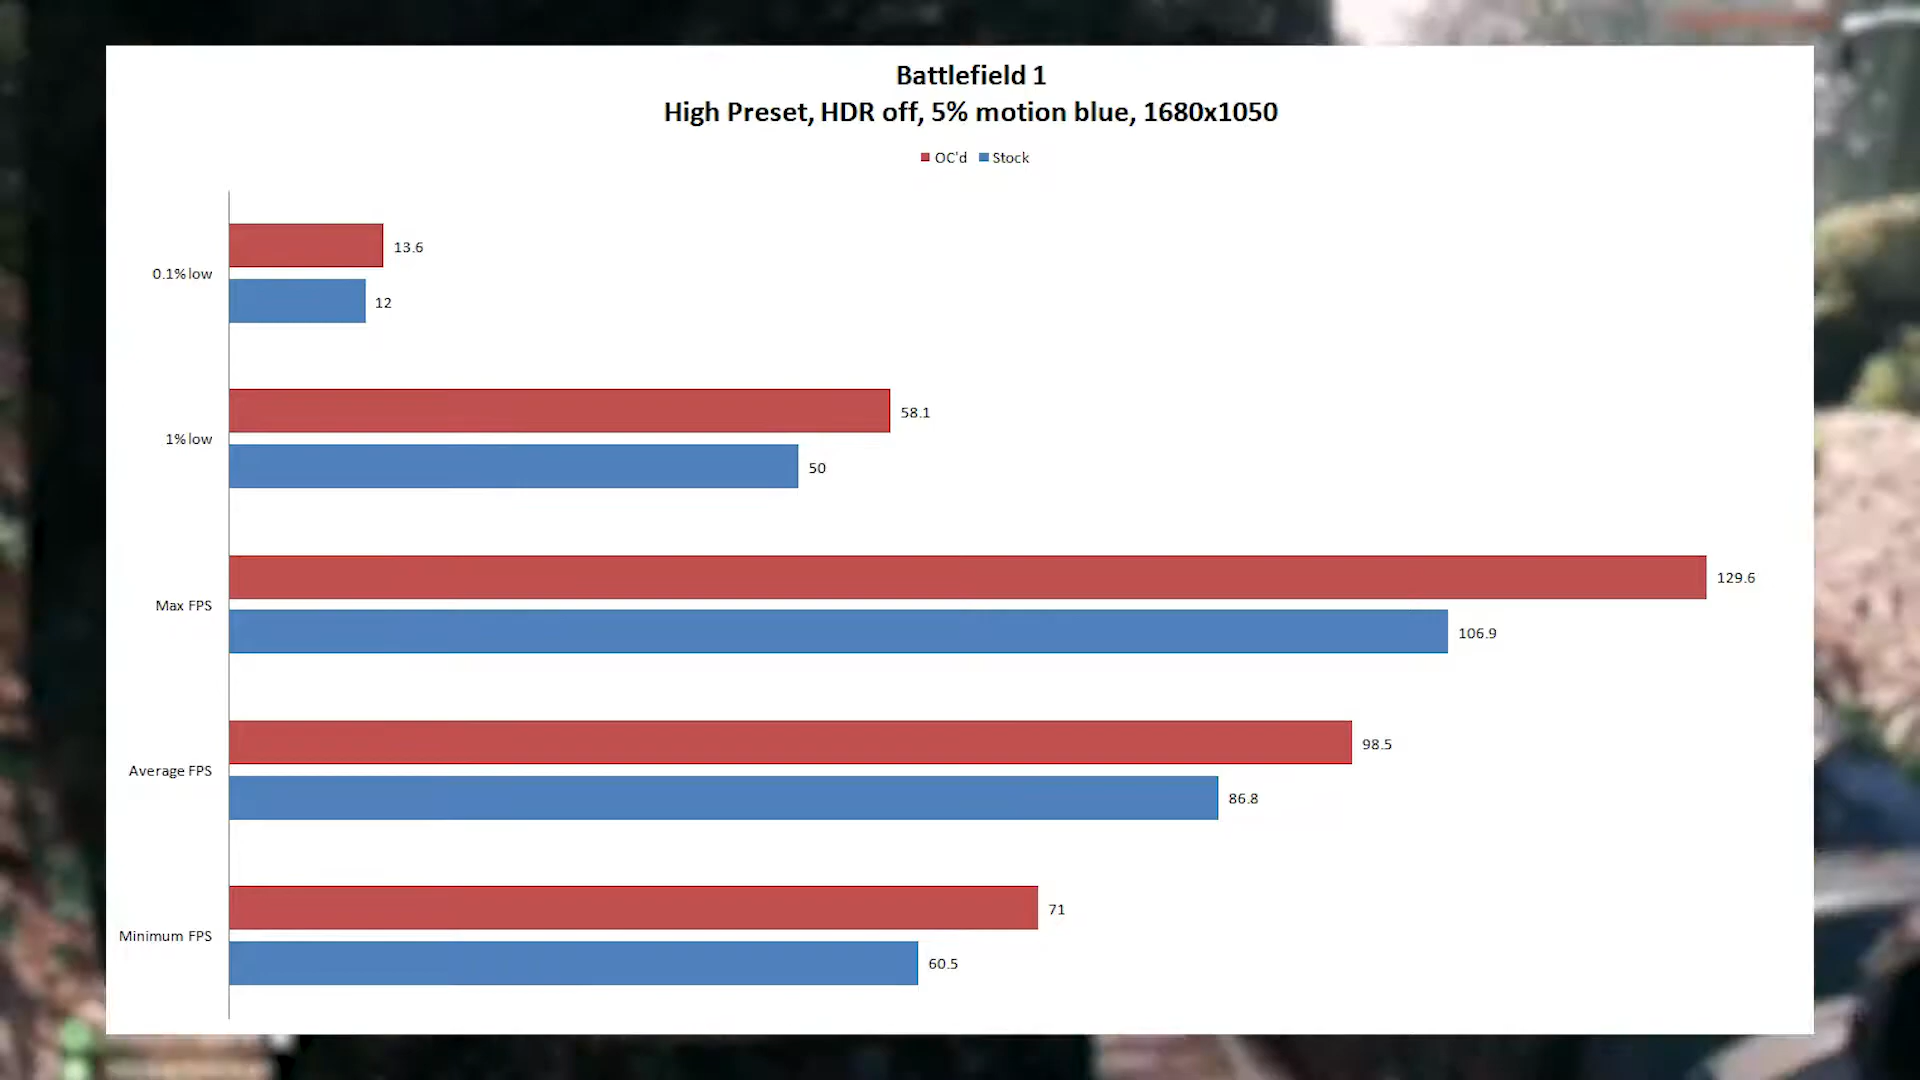 Battlefield 1
High Preset, HDR off, 5% motion blue, 1680x1050
OC'd Stock
0.1% low
13.6
12
1% low
58.1
50
Max FPS
129.6
106.9
Average FPS
98.5
86.8
Minimum FPS
71
60.5